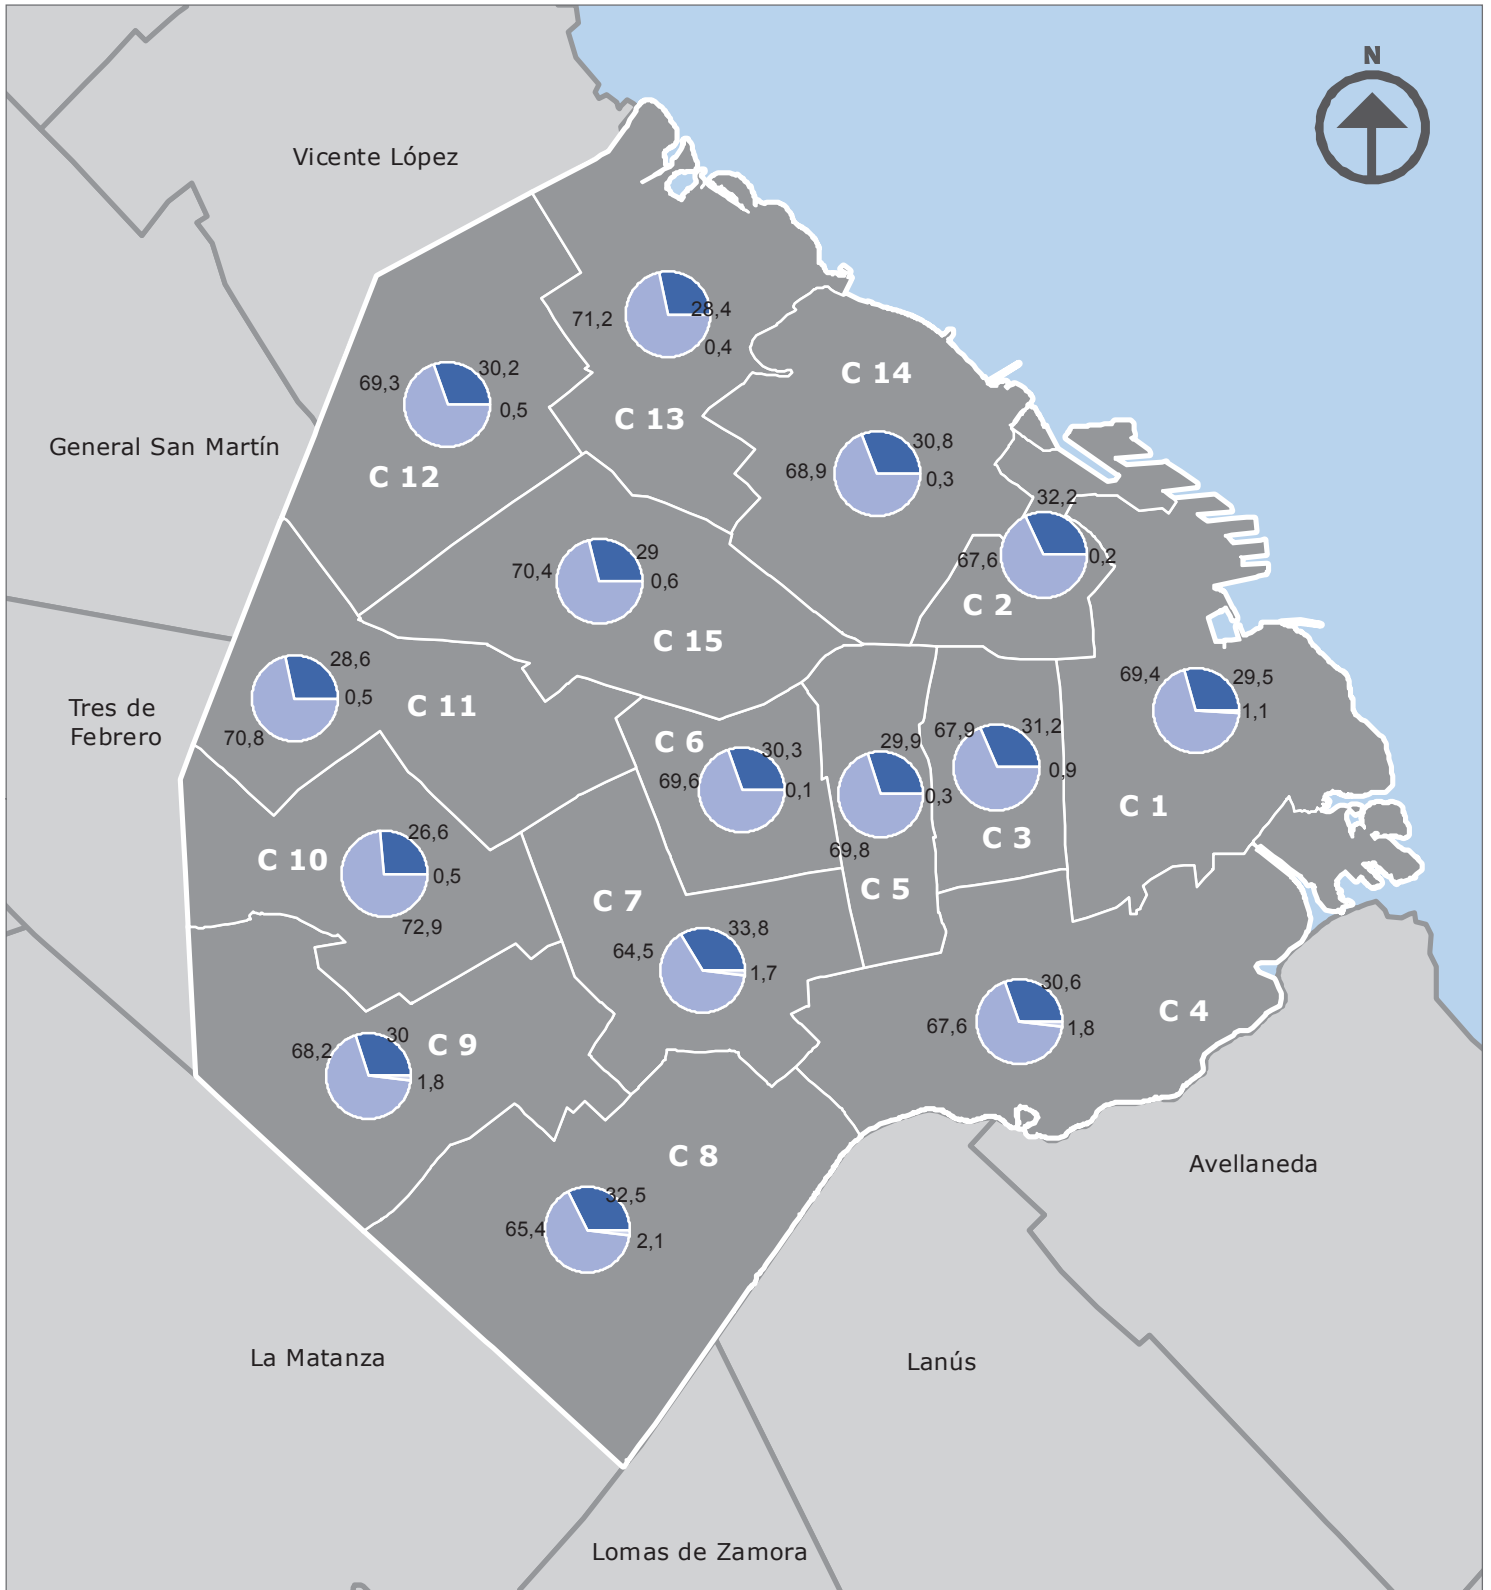 N
Vicente López
28,4
71,2
0,4
C 13
69,3
30,2
0,5
C 12
C 14
30,8
68,9
0,3
General San Martín
32,2
67,6
0,2
C 2
29
70,4
0,6
C 15
28,6
0,5
70,8
C 11
Tres de
Febrero
69,4
29,5
1,1
C 1
C 6
30,3
69,6
0,1
29,9
0,3
69,8
C 5
67,9
31,2
0,9
C 3
26,6
C 10
0,5
72,9
C 7
33,8
64,5
1,7
30,6
67,6
1,8
C 4
30
68,2
1,8
C 9
C 8
32,5
65,4
2,1
Avellaneda
La Matanza
Lanús
Lomas de Zamora